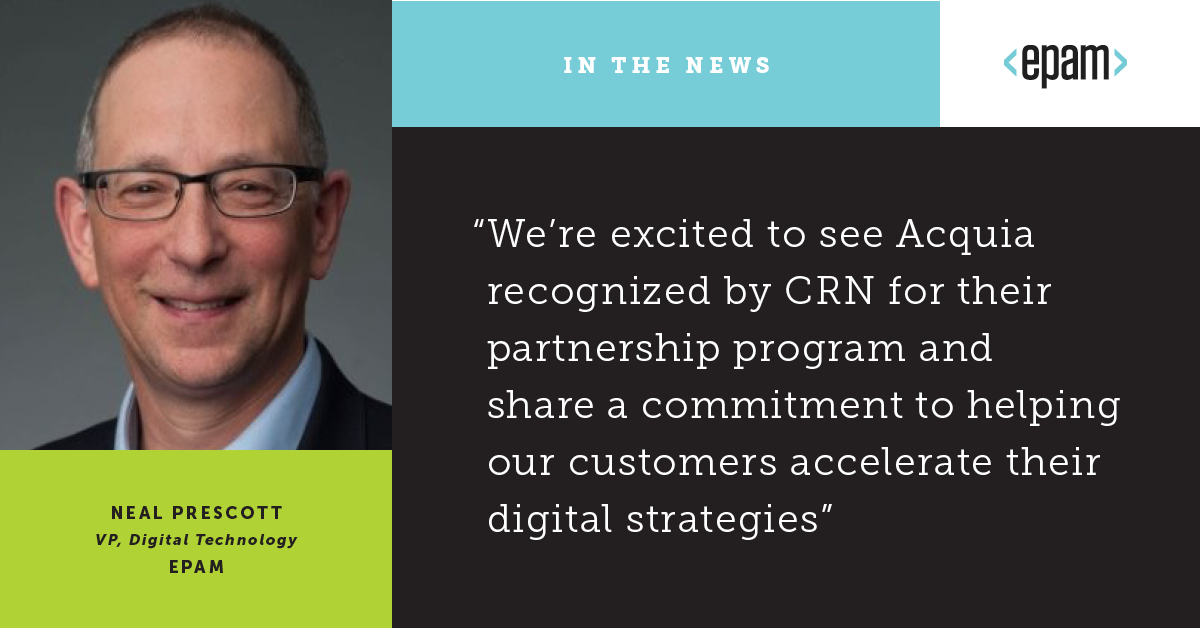 IN THE NEWS
<epam>
“We’re excited to see Acquia
recognized by CRN for their
partnership program and
share a commitment to helping
our customers accelerate their
digital strategies”
NEAL PRESCOTT
VP, Digital Technology
EPAM